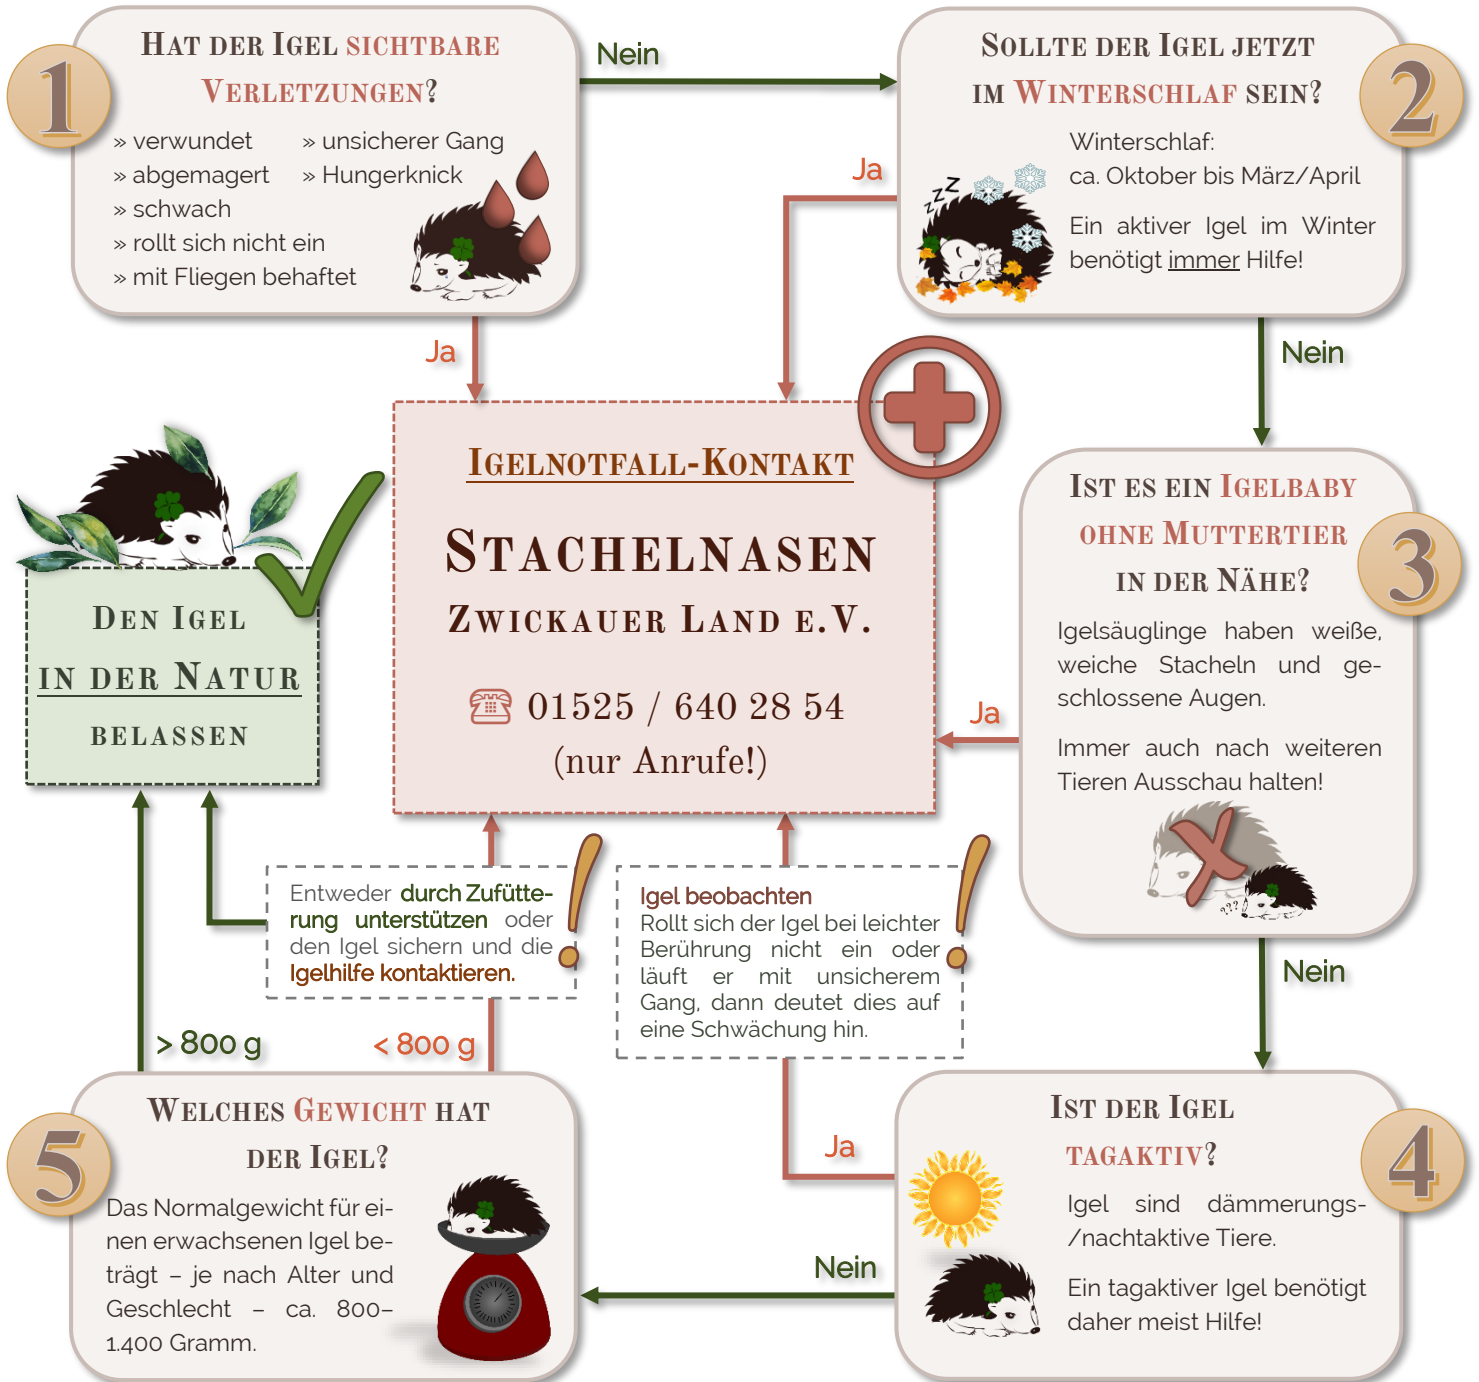 1
HAT DER IGEL SICHTBARE
VERLETZUNGEN?
» verwundet
» abgemagert
» schwach
» rollt sich nicht ein
» mit Fliegen behaftet
» unsicherer Gang
» Hungerknick
Nein
Ja
2
SOLLTE DER IGEL JETZT
IM WINTERSCHLAF SEIN?
Winterschlaf:
ca. Oktober bis März/April
Ein aktiver Igel im Winter
benötigt immer Hilfe!
z z Z
Ja
Nein
IGELNOTFALL-KONTAKT
STACHELNASEN
ZWICKAUER LAND E.V.
01525 / 640 28 54
(nur Anrufe!)
DEN IGEL
IN DER NATUR
BELASSEN
3
IST ES EIN IGELBABY
OHNE MUTTERTIER
IN DER NÄHE?
Igelsäuglinge haben weiße,
weiche Stacheln und ge-
schlossene Augen.
Immer auch nach weiteren
Tieren Ausschau halten!
???
Ja
Nein
Entweder durch Zufütte-
rung unterstützen oder
den Igel sichern und die
Igelhilfe kontaktieren.
!
Igel beobachten
Rollt sich der Igel bei leichter
Berührung nicht ein oder
läuft er mit unsicherem
Gang, dann deutet dies auf
eine Schwächung hin.
!
4
IST DER IGEL
TAGAKTIV?
Igel sind dämmerungs-
/nachtaktive Tiere.
Ein tagaktiver Igel benötigt
daher meist Hilfe!
Ja
Nein
5
WELCHES GEWICHT HAT
DER IGEL?
Das Normalgewicht für ei-
nen erwachsenen Igel be-
trägt – je nach Alter und
Geschlecht – ca. 800–
1.400 Gramm.
> 800 g
< 800 g